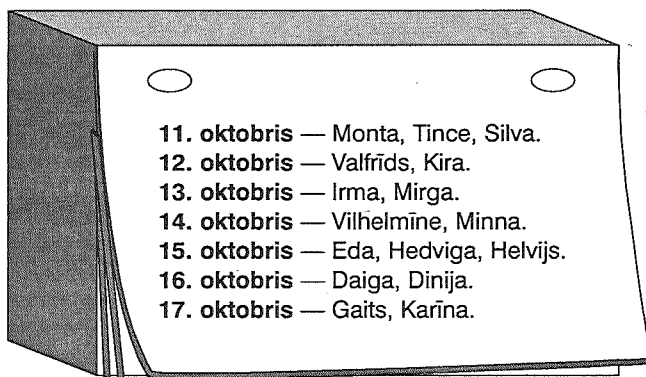 11. oktobris — Monta, Tince, Silva.
12. oktobris — Valfrīds, Kira.
13. oktobris — Irma, Mirga.
14. oktobris — Vilhelmīne, Minna.
15. oktobris — Eda, Hedviga, Helvijs.
16. oktobris — Daiga, Dinija.
17. oktobris — Gaits, Karīna.